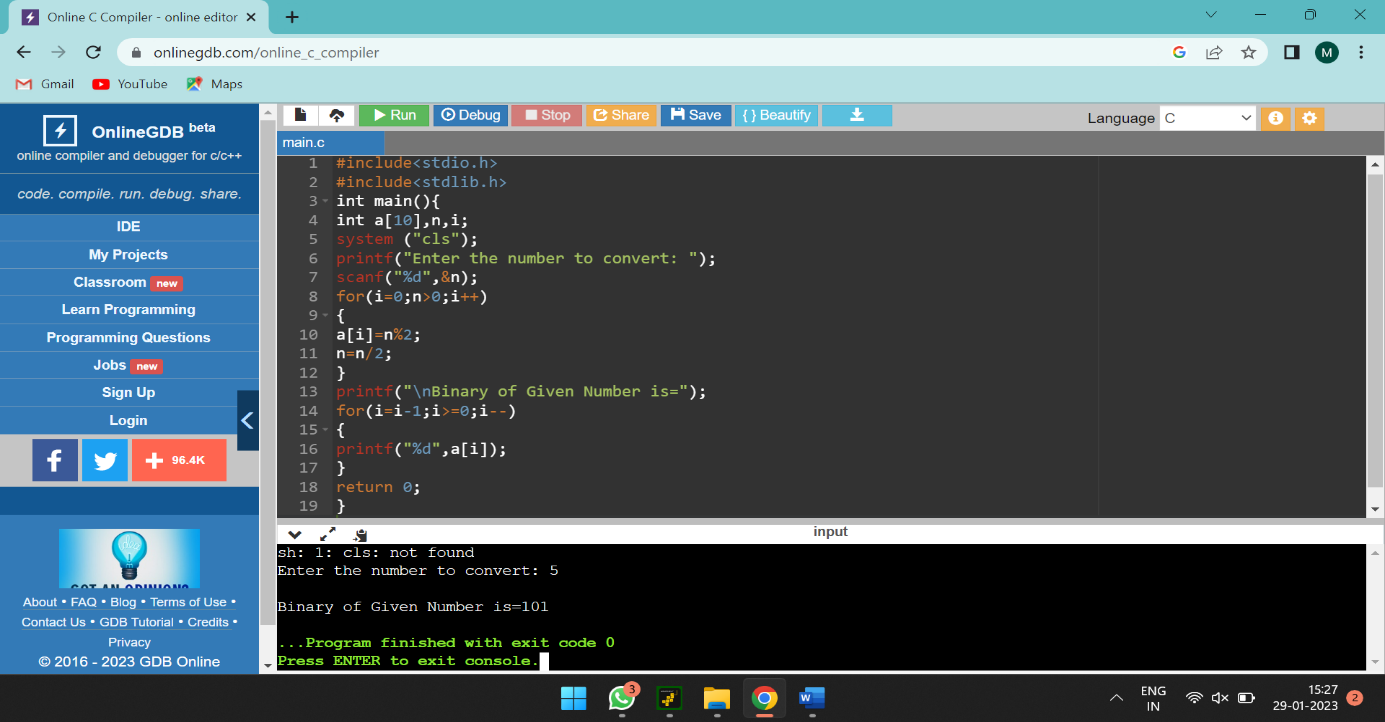 Online C Compiler - online editor
onlinegdb.com/online_c_compiler
M
Gmail YouTube Maps
OnlineGDB beta
online compiler and debugger for c/c++
code. compile. run. debug. share.
IDE
My Projects
Classroom new
Learn Programming
Programming Questions
Jobs new
Sign Up
Login
96.4K
GOT AN OPINION?
About • FAQ • Blog • Terms of Use •
Contact Us • GDB Tutorial • Credits •
Privacy
© 2016 - 2023 GDB Online
Run Debug Stop Share Save { } Beautify
Language C
main.c
1 #include<stdio.h>
2 #include<stdlib.h>
3 int main(){
4 int a[10],n,i;
5 system ("cls");
6 printf("Enter the number to convert: ");
7 scanf("%d",&n);
8 for(i=0;n>0;i++)
9 {
10 a[i]=n%2;
11 n=n/2;
12 }
13 printf("\nBinary of Given Number is=");
14 for(i=i-1;i>=0;i--)
15 {
16 printf("%d",a[i]);
17 }
18 return 0;
19 }
input
sh: 1: cls: not found
Enter the number to convert: 5
Binary of Given Number is=101
...Program finished with exit code 0
Press ENTER to exit console.
3
W
ENG
IN
15:27
29-01-2023
2